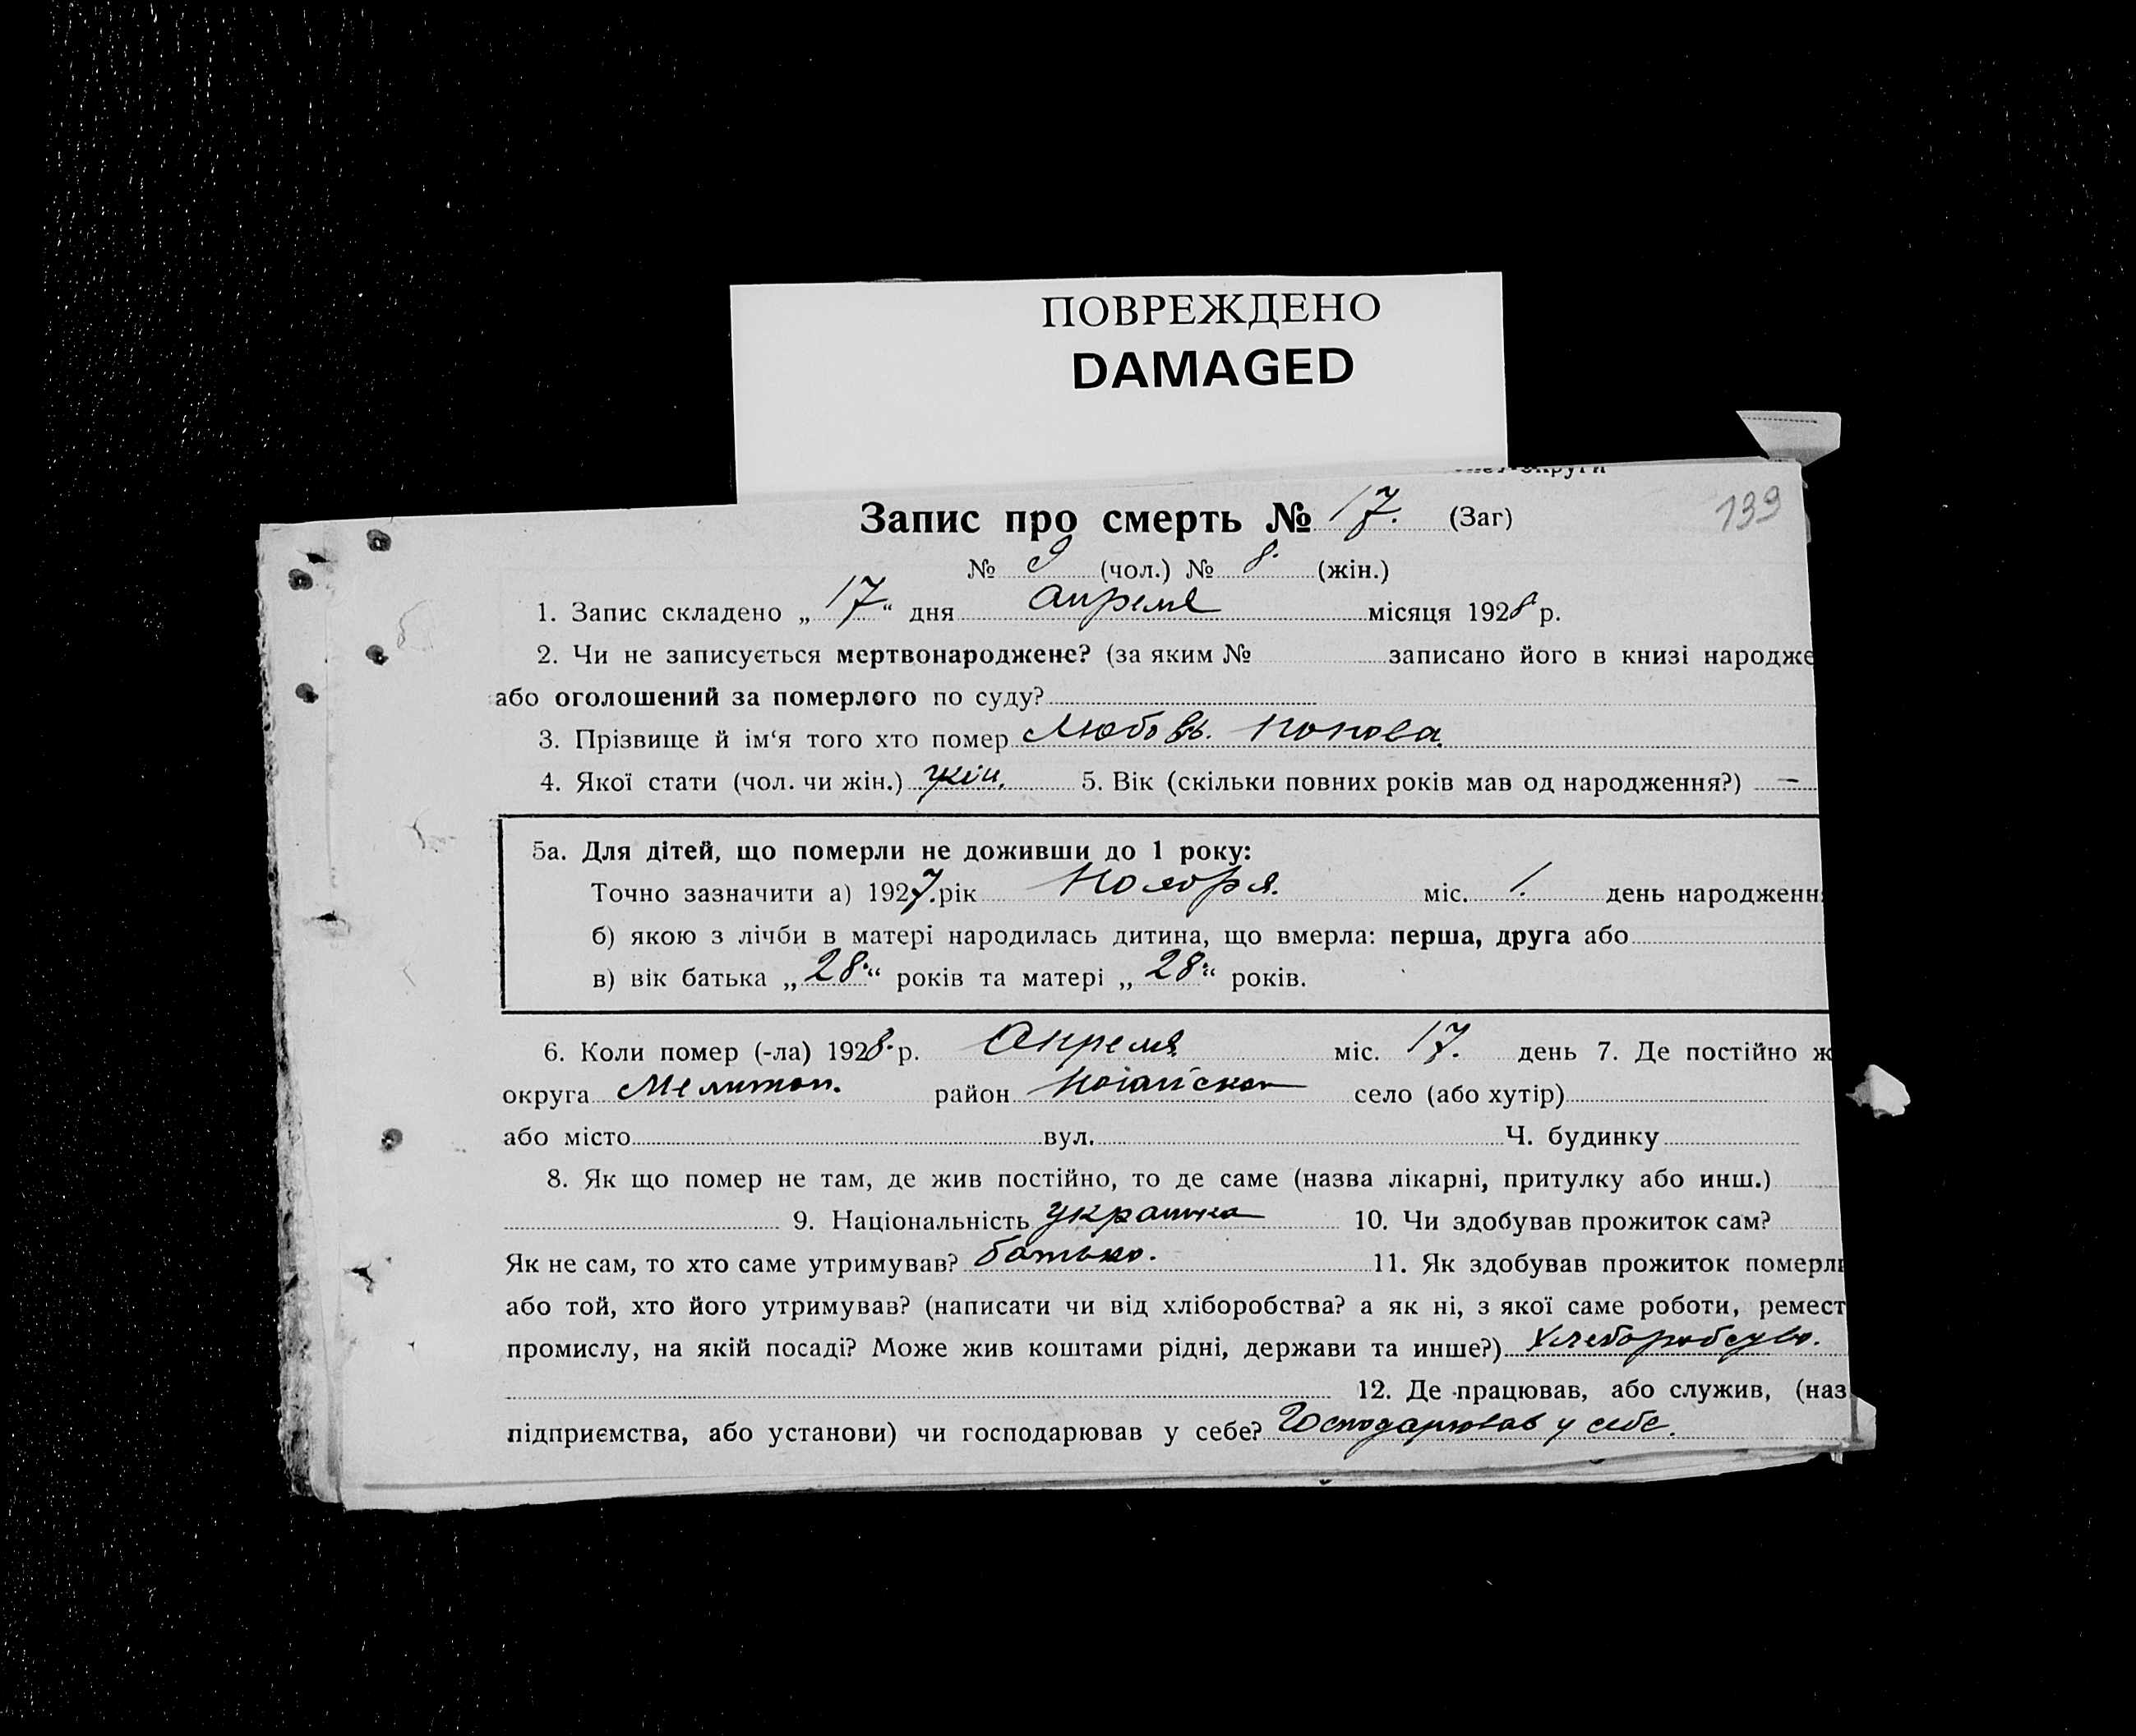 ПОВРЕЖДЕНО
DAMAGED
округи
139
Запис про смерть № 17. (Заг)
№ 9 (чол.) № 8. (жін.)
1. Запис складено „17“ дня апреля місяця 1928 р.
2. Чи не записується мертвонароджене? (за яким № записано його в книзі народже
або оголошений за померлого по суду?
3. Прізвище й ім‘я того хто помер Любовь. Попова.
4. Якої стати (чол. чи жін.) жін. 5. Вік (скільки повних років мав од народження?) —
5а. Для дітей, що померли не доживши до 1 року:
Точно зазначити а) 1927. рік Ноября. міс. 1. день народженн
б) якою з лічби в матері народилась дитина, що вмерла: перша, друга або
в) вік батька „28.“ років та матері „28.“ років.
6. Коли помер (-ла) 1928. р. Апреля міс. 17. день 7. Де постійно ж
округа Мелитоп. район Ногайскан село (або хутір)
або місто вул. Ч. будинку
8. Як що помер не там, де жив постійно, то де саме (назва лікарні, притулку або инш.)
9. Національність украинка 10. Чи здобував прожиток сам?
Як не сам, то хто саме утримував? батько. 11. Як здобував прожиток померл
або той, хто його утримував? (написати чи від хліборобства? а як ні, з якої саме роботи, ремест
промислу, на якій посаді? Може жив коштами рідні, держави та инше?)
12. Де працював, або служив, (наз
підприємства, або установи) чи господарював у себе? Господарював у себе.